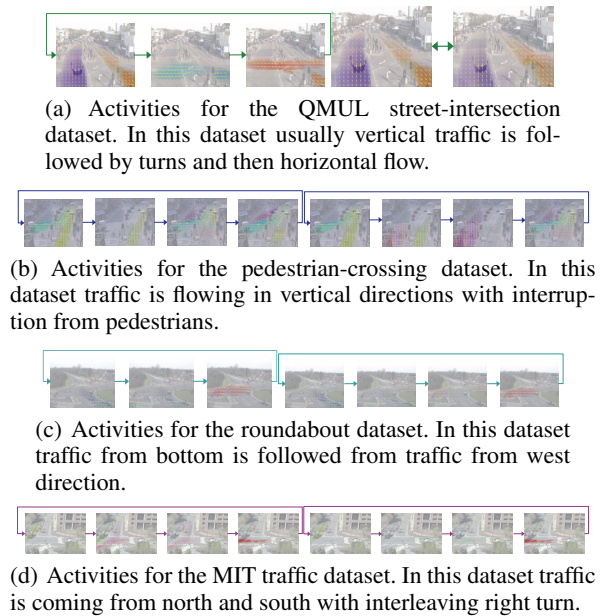 (a) Activities for the QMUL street-intersection
dataset. In this dataset usually vertical traffic is fol-
lowed by turns and then horizontal flow.
(b) Activities for the pedestrian-crossing dataset. In this
dataset traffic is flowing in vertical directions with interrup-
tion from pedestrians.
(c) Activities for the roundabout dataset. In this dataset
traffic from bottom is followed from traffic from west
direction.
(d) Activities for the MIT traffic dataset. In this dataset traffic
is coming from north and south with interleaving right turn.